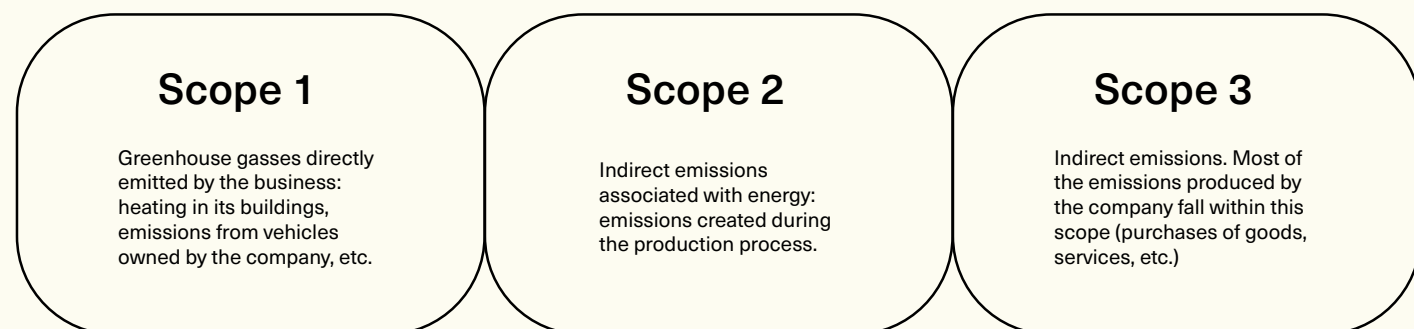 Scope 1
Greenhouse gasses directly
emitted by the business:
heating in its buildings,
emissions from vehicles
owned by the company, etc.
Scope 2
Indirect emissions
associated with energy:
emissions created during
the production process.
Scope 3
Indirect emissions. Most of
the emissions produced by
the company fall within this
scope (purchases of goods,
services, etc.)